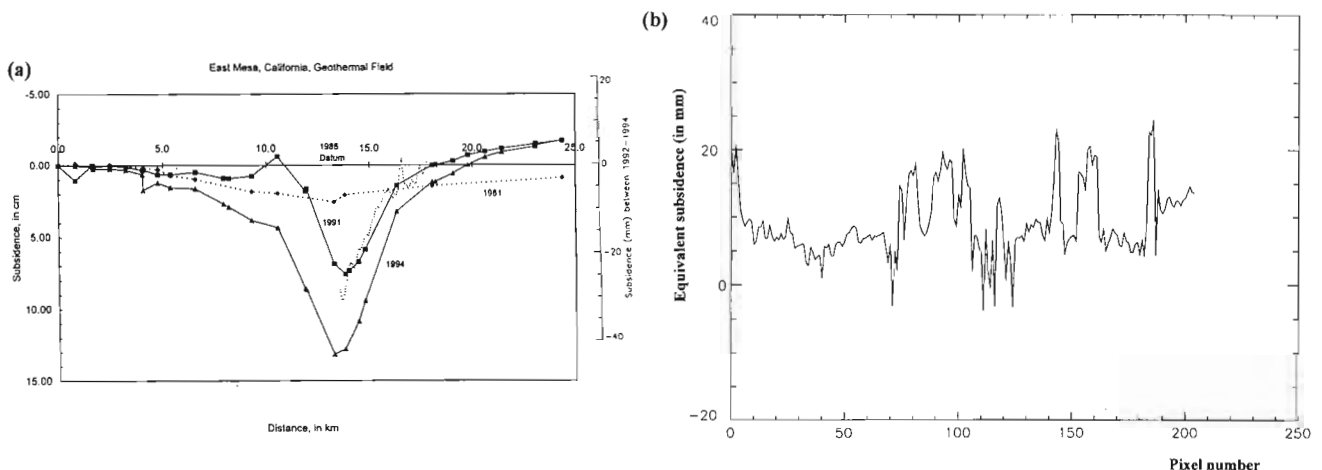 (a)
East Mesa, California, Geothermal Field
-5.00
0.00
5.00
10.00
15.00
Subsidence, in cm
0.0 5.0 10.0 15.0 20.0 25.0
1985
Datum
1991
1994
1981
20
0
-20
-40
Subsidence (mm) between 1992-1994
Distance, in km
(b)
40
20
0
-20
Equivalent subsidence (in mm)
0 50 100 150 200 250
Pixel number